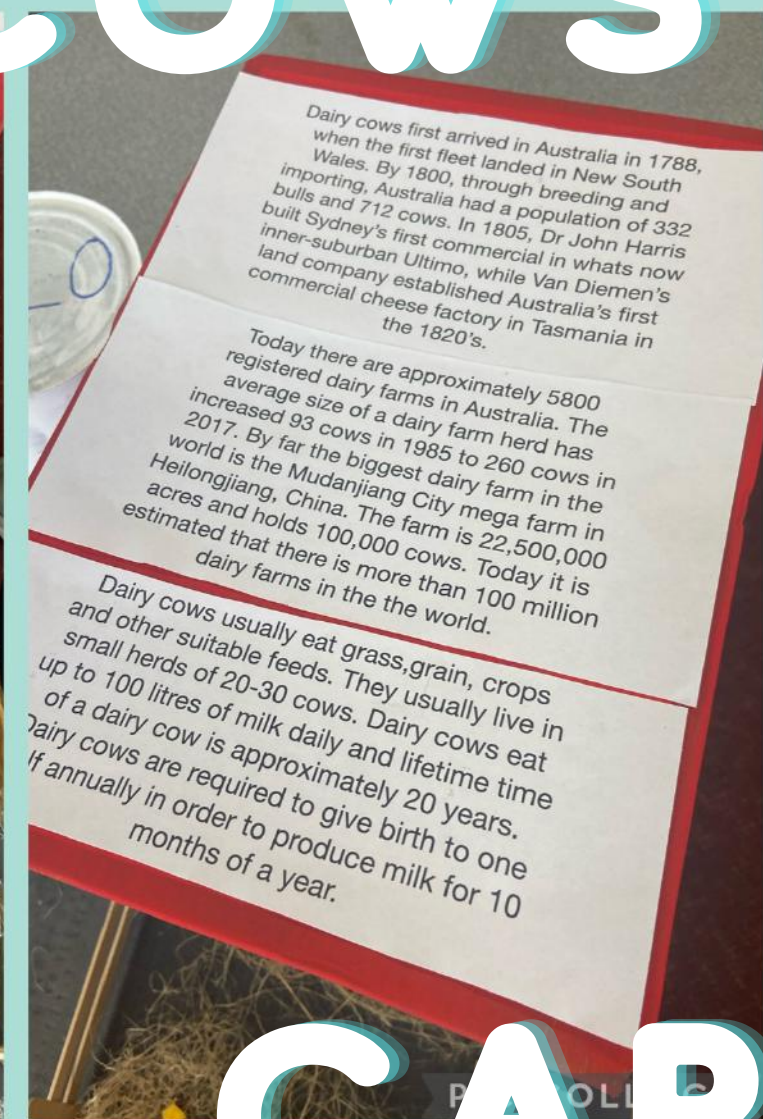 COWS
Dairy cows first arrived in Australia in 1788,
when the first fleet landed in New South
Wales. By 1800, through breeding and
importing, Australia had a population of 332
bulls and 712 cows. In 1805, Dr John Harris
built Sydney's first commercial in whats now
inner-suburban Ultimo, while Van Diemen's
land company established Australia's first
commercial cheese factory in Tasmania in
the 1820's.
Today there are approximately 5800
registered dairy farms in Australia. The
average size of a dairy farm herd has
increased 93 cows in 1985 to 260 cows in
2017. By far the biggest dairy farm in the
world is the Mudanjiang City mega farm in
Heilongjiang, China. The farm is 22,500,000
acres and holds 100,000 cows. Today it is
estimated that there is more than 100 million
dairy farms in the the world.
Dairy cows usually eat grass,grain, crops
and other suitable feeds. They usually live in
small herds of 20-30 cows. Dairy cows eat
up to 100 litres of milk daily and lifetime time
of a dairy cow is approximately 20 years.
Dairy cows are required to give birth to one
lf annually in order to produce milk for 10
months of a year.